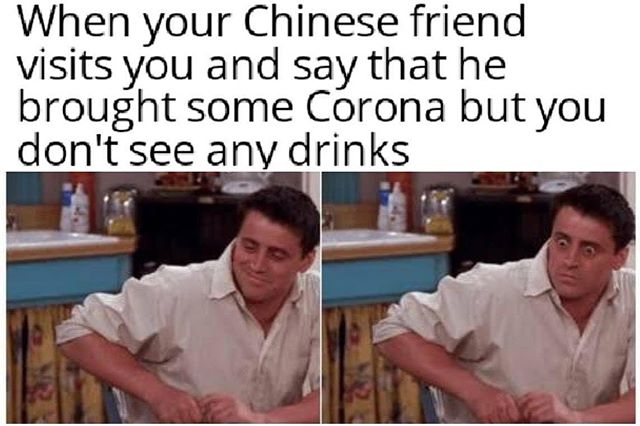 When your Chinese friend
visits you and say that he
brought some Corona but you
don't see any drinks